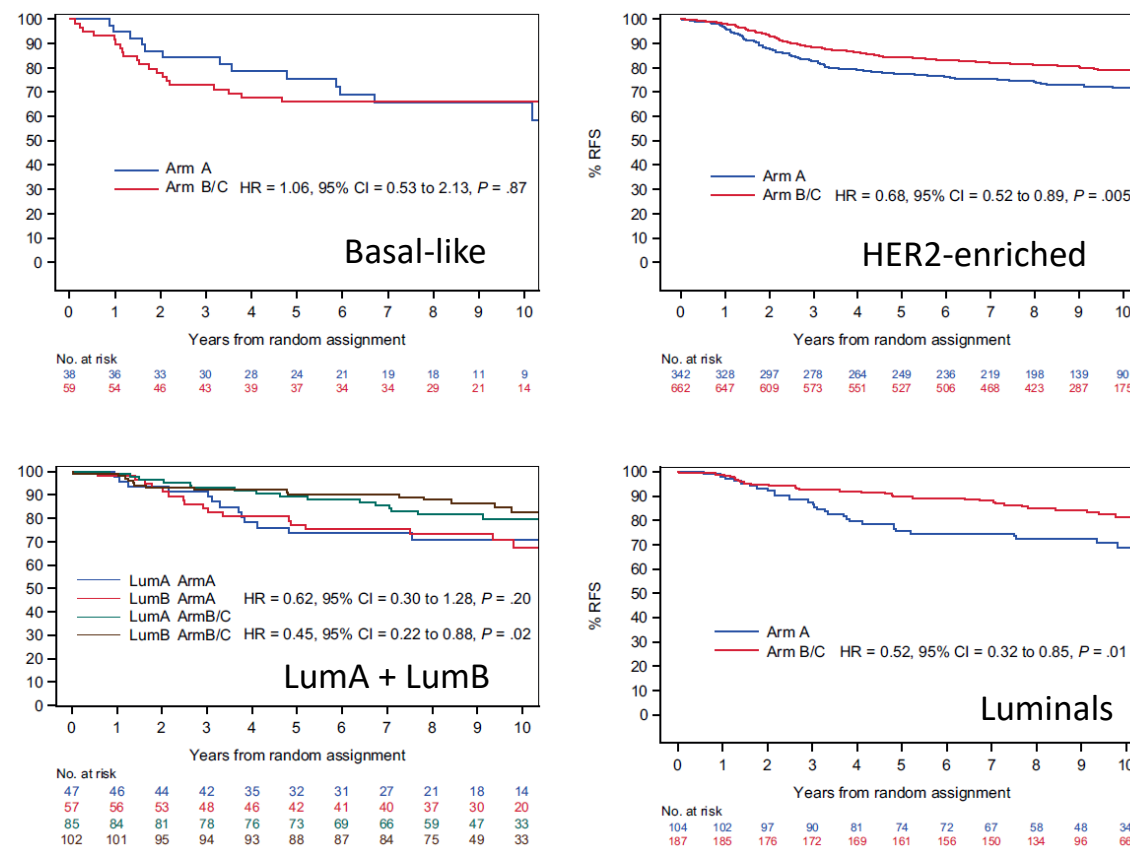 100
90
80
70
60
50
40
30
20
10
0
Arm A
Arm B/C HR = 1.06, 95% CI = 0.53 to 2.13, P = .87
Basal-like
0 1 2 3 4 5 6 7 8 9 10
Years from random assignment
No. at risk
38 36 33 30 28 24 21 19 18 11 9
59 54 46 43 39 37 34 34 29 21 14
% RFS
100
90
80
70
60
50
40
30
20
10
0
Arm A
Arm B/C HR = 0.68, 95% CI = 0.52 to 0.89, P = .005
HER2-enriched
0 1 2 3 4 5 6 7 8 9 10
Years from random assignment
No. at risk
342 328 297 278 264 249 236 219 198 139 90
662 647 609 573 551 527 506 468 423 287 175
100
90
80
70
60
50
40
30
20
10
0
LumA ArmA
LumB ArmA HR = 0.62, 95% CI = 0.30 to 1.28, P = .20
LumA ArmB/C
LumB ArmB/C HR = 0.45, 95% CI = 0.22 to 0.88, P = .02
LumA + LumB
0 1 2 3 4 5 6 7 8 9 10
Years from random assignment
No. at risk
47 46 44 42 35 32 31 27 21 18 14
57 56 53 48 46 42 41 40 37 30 20
85 84 81 78 76 73 69 66 59 47 33
102 101 95 94 93 88 87 84 75 49 33
% RFS
100
90
80
70
60
50
40
30
20
10
0
Arm A
Arm B/C HR = 0.52, 95% CI = 0.32 to 0.85, P = .01
Luminals
0 1 2 3 4 5 6 7 8 9 10
Years from random assignment
No. at risk
104 102 97 90 81 74 72 67 58 48 34
187 185 176 172 169 161 156 150 134 96 66